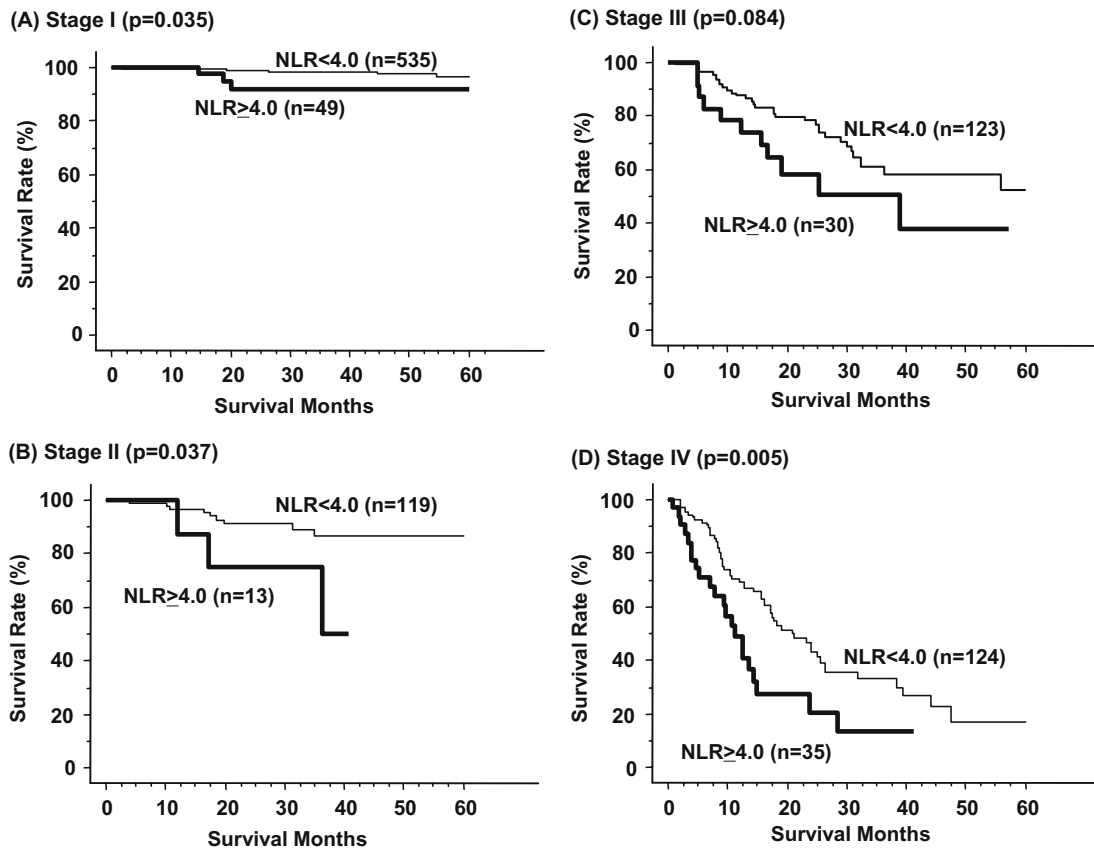 (A) Stage I (p=0.035)
100
80
60
40
20
0
Survival Rate (%)
NLR<4.0 (n=535)
NLR≥4.0 (n=49)
0 10 20 30 40 50 60
Survival Months
(B) Stage II (p=0.037)
100
80
60
40
20
0
Survival Rate (%)
NLR<4.0 (n=119)
NLR≥4.0 (n=13)
0 10 20 30 40 50 60
Survival Months
(C) Stage III (p=0.084)
100
80
60
40
20
0
Survival Rate (%)
NLR<4.0 (n=123)
NLR≥4.0 (n=30)
0 10 20 30 40 50 60
Survival Months
(D) Stage IV (p=0.005)
100
80
60
40
20
0
Survival Rate (%)
NLR<4.0 (n=124)
NLR≥4.0 (n=35)
0 10 20 30 40 50 60
Survival Months